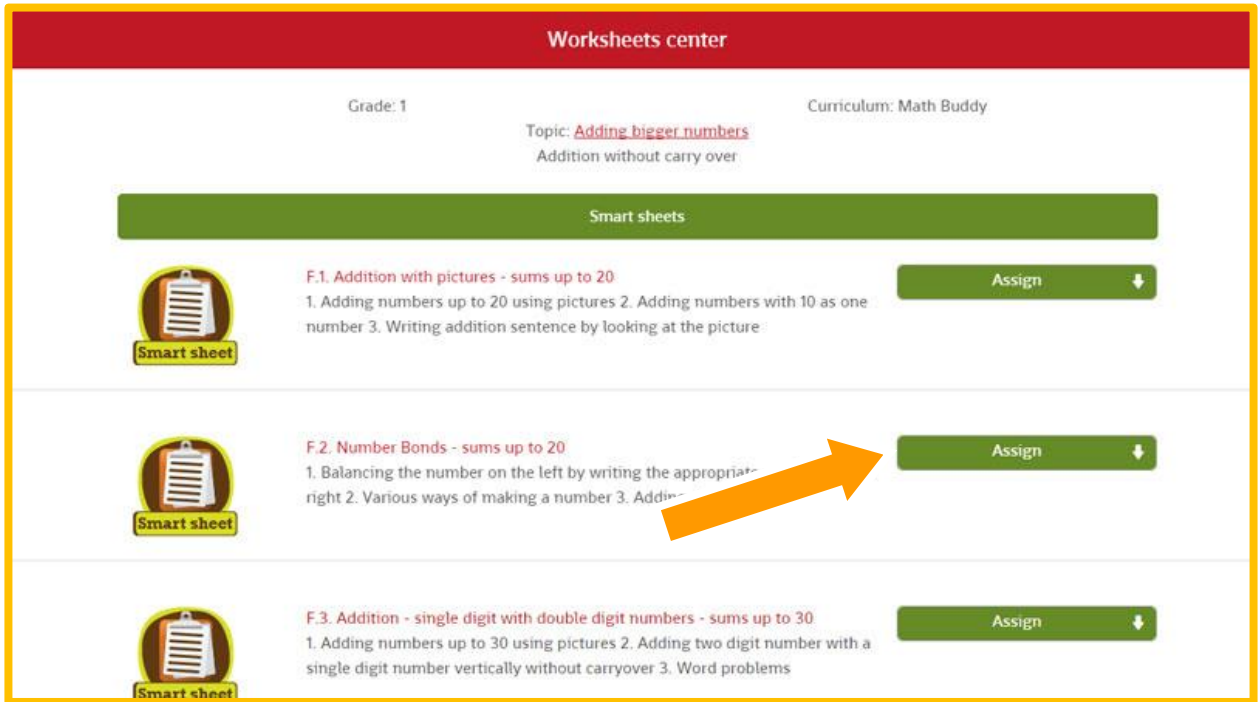 Worksheets center
Grade: 1
Curriculum: Math Buddy
Topic: Adding bigger numbers
Addition without carry over
Smart sheets
Smart sheet
F.1. Addition with pictures - sums up to 20
1. Adding numbers up to 20 using pictures 2. Adding numbers with 10 as one
number 3. Writing addition sentence by looking at the picture
Assign
Smart sheet
F.2. Number Bonds - sums up to 20
1. Balancing the number on the left by writing the appropriate
right 2. Various ways of making a number 3. Adding
Assign
Smart sheet
F.3. Addition - single digit with double digit numbers - sums up to 30
1. Adding numbers up to 30 using pictures 2. Adding two digit number with a
single digit number vertically without carryover 3. Word problems
Assign